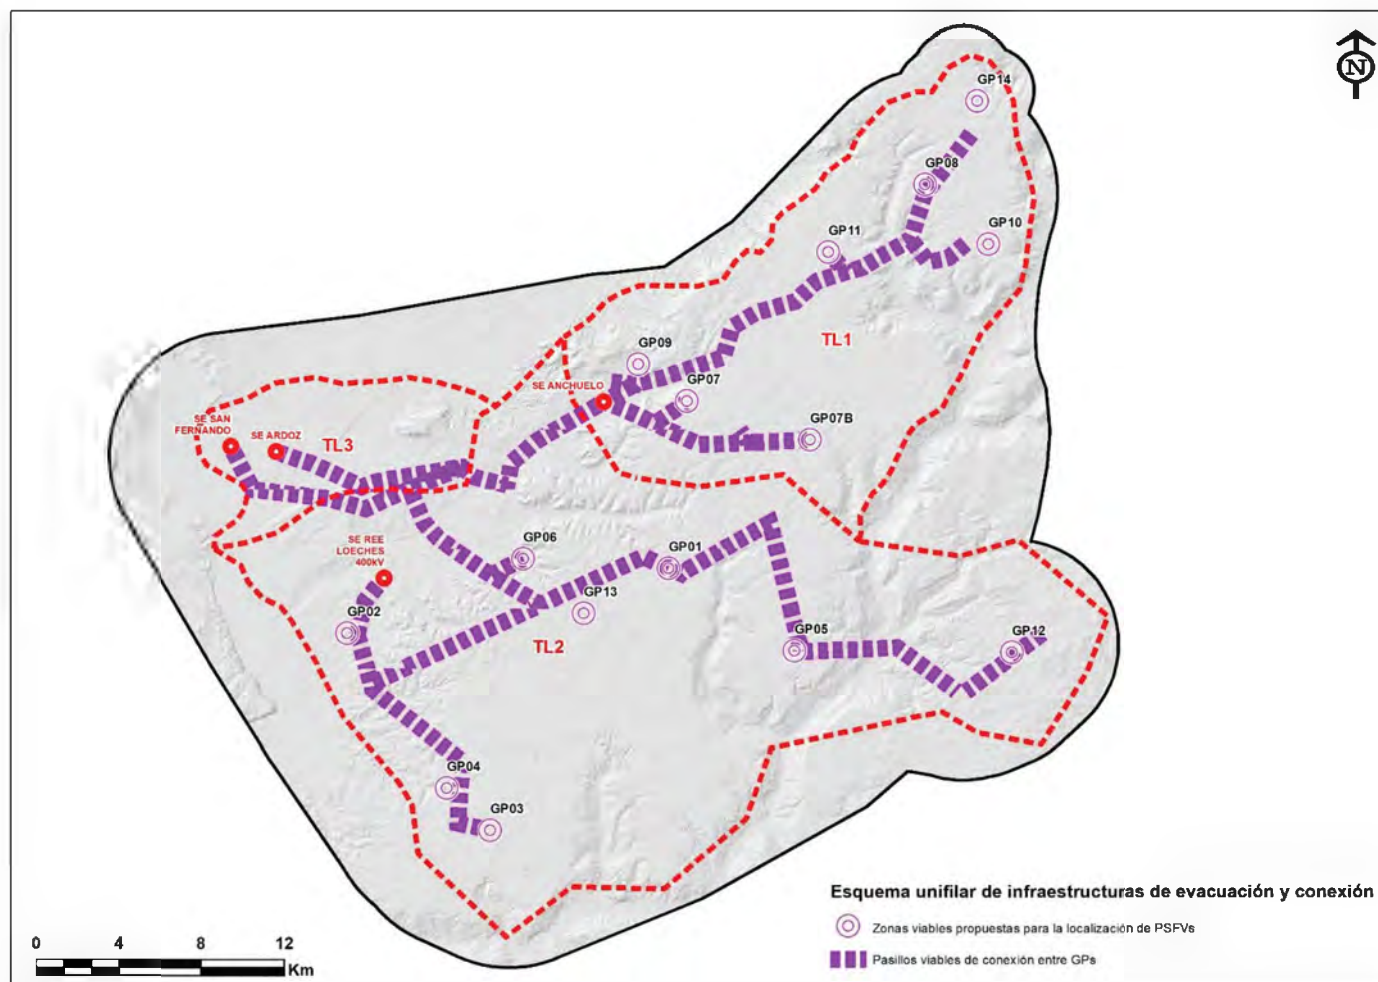 N
GP14
GP08
GP10
GP11
TL1
GP09
SE ANCHUELO
GP07
GP07B
SE SAN
FERNANDO
SE ARDOZ
TL3
SE REE
LOECHES
400kV
GP06
GP01
GP13
GP02
TL2
GP05
GP12
GP04
GP03
Esquema unifilar de infraestructuras de evacuación y conexión
Zonas viables propuestas para la localización de PSFVs
Pasillos viables de conexión entre GPs
0 4 8 12
Km